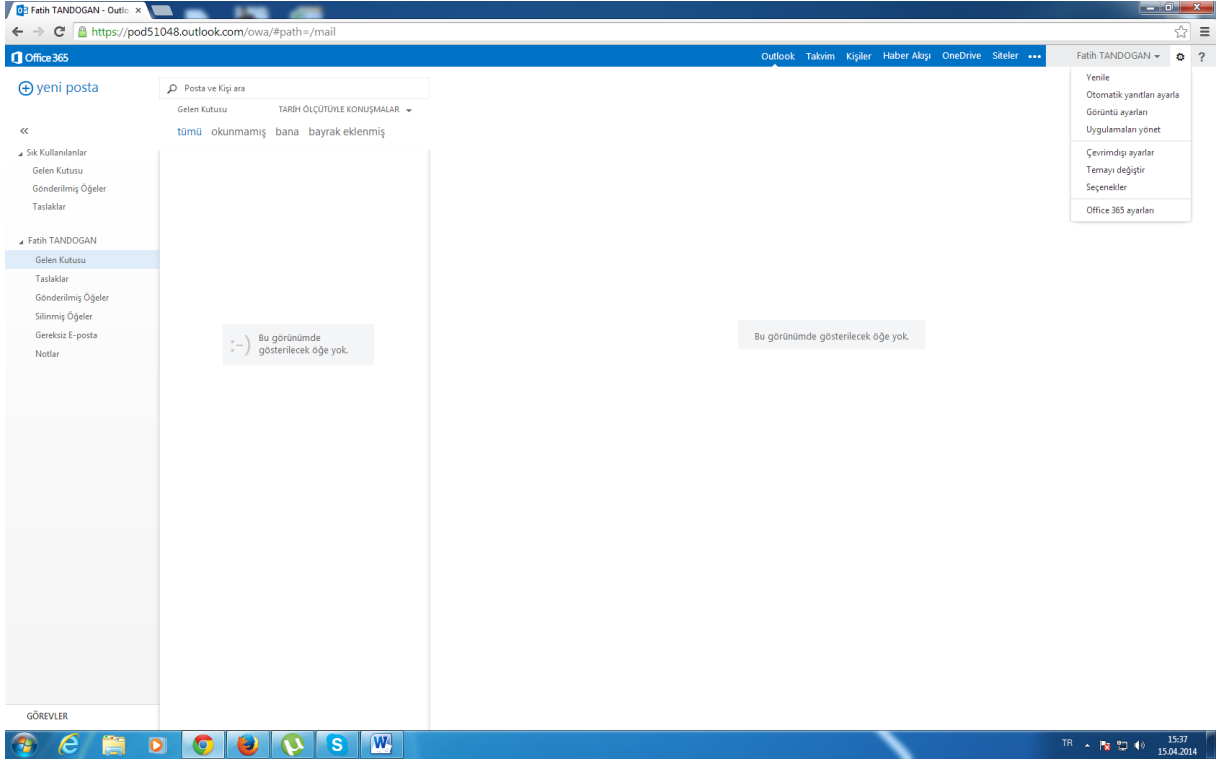 Fatih TANDOGAN - Outlo
https://pod51048.outlook.com/owa/#path=/mail
Office 365
Outlook Takvim Kişiler Haber Akışı OneDrive Siteler ••• Fatih TANDOGAN ?
yeni posta
Posta ve Kişi ara
Gelen Kutusu TARİH ÖLÇÜTÜYLE KONUŞMALAR
tümü okunmamış bana bayrak eklenmiş
«
Sık Kullanılanlar
Gelen Kutusu
Gönderilmiş Öğeler
Taslaklar
Fatih TANDOGAN
Gelen Kutusu
Taslaklar
Gönderilmiş Öğeler
Silinmiş Öğeler
Gereksiz E-posta
Notlar
GÖREVLER
:-)
Bu görünümde
gösterilecek öğe yok.
Bu görünümde gösterilecek öğe yok.
Yenile
Otomatik yanıtları ayarla
Görüntü ayarları
Uygulamaları yönet
Çevrimdışı ayarlar
Temayı değiştir
Seçenekler
Office 365 ayarları
TR
15:37
15.04.2014